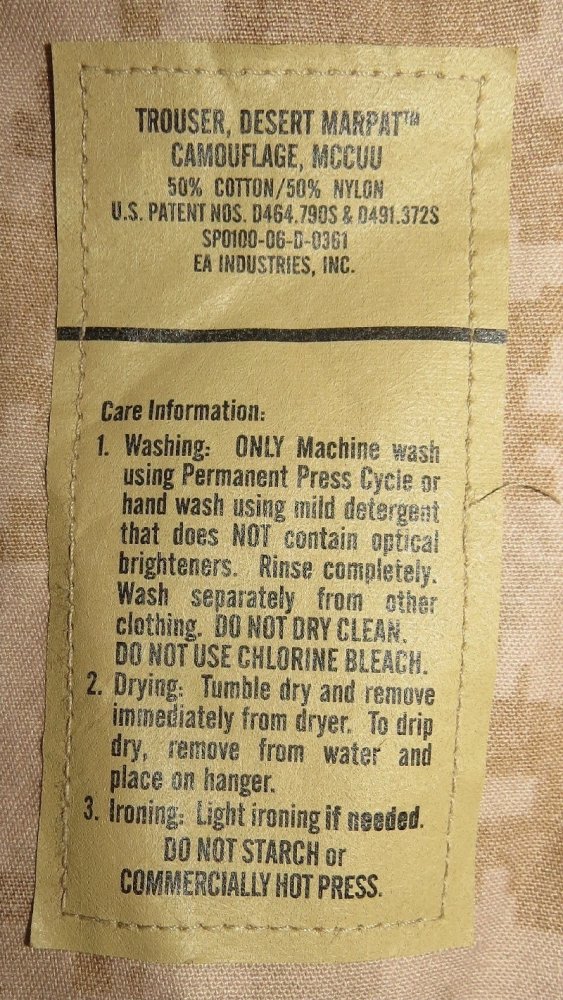 TROUSER, DESERT MARPAT™
CAMOUFLAGE, MCCUU
50% COTTON/50% NYLON
U.S. PATENT NOS. D464,790S & D491,372S
SP0100-06-D-0361
EA INDUSTRIES, INC.
Care Information:
1. Washing: ONLY Machine wash
using Permanent Press Cycle or
hand wash using mild detergent
that does NOT contain optical
brighteners. Rinse completely.
Wash separately from other
clothing. DO NOT DRY CLEAN.
DO NOT USE CHLORINE BLEACH.
2. Drying: Tumble dry and remove
immediately from dryer. To drip
dry, remove from water and
place on hanger.
3. Ironing: Light ironing if needed.
DO NOT STARCH or
COMMERCIALLY HOT PRESS.